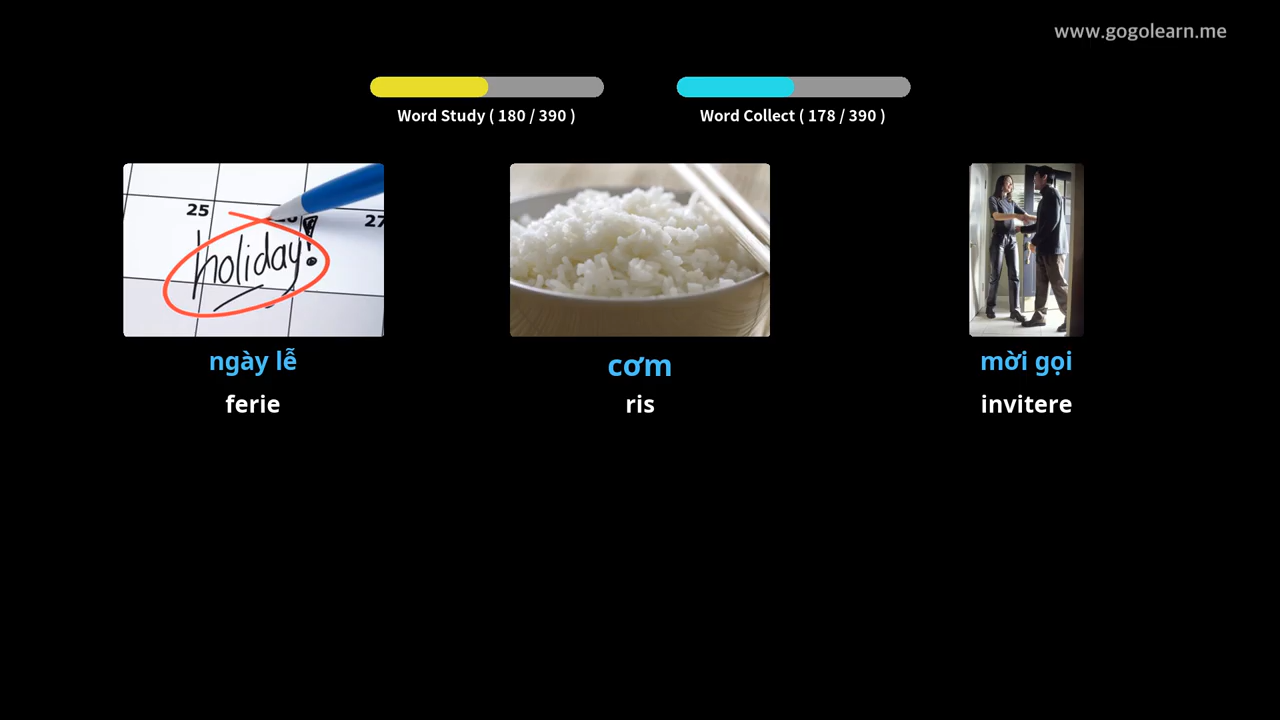 www.gogolearn.me
Word Study ( 180 / 390 )
Word Collect ( 178 / 390 )
25
27
holiday!
ngày lễ
cơm
mời gọi
ferie
ris
invitere